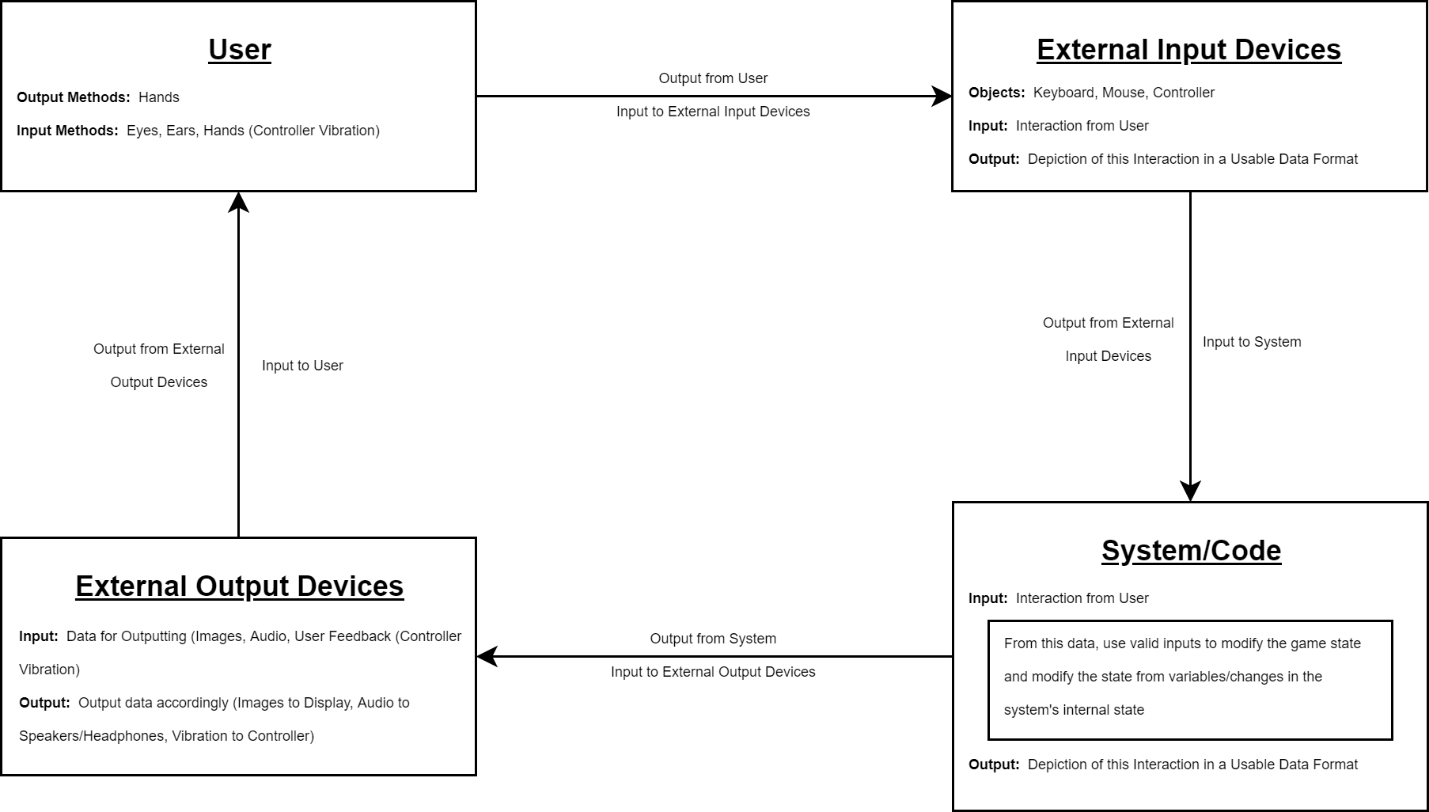 User
Output Methods: Hands
Input Methods: Eyes, Ears, Hands (Controller Vibration)
Output from User
Input to External Input Devices
External Input Devices
Objects: Keyboard, Mouse, Controller
Input: Interaction from User
Output: Depiction of this Interaction in a Usable Data Format
Output from External
Input Devices
Input to System
System/Code
Input: Interaction from User
From this data, use valid inputs to modify the game state
and modify the state from variables/changes in the
system's internal state
Output: Depiction of this Interaction in a Usable Data Format
Output from System
Input to External Output Devices
External Output Devices
Input: Data for Outputting (Images, Audio, User Feedback (Controller
Vibration)
Output: Output data accordingly (Images to Display, Audio to
Speakers/Headphones, Vibration to Controller)
Output from External
Output Devices
Input to User